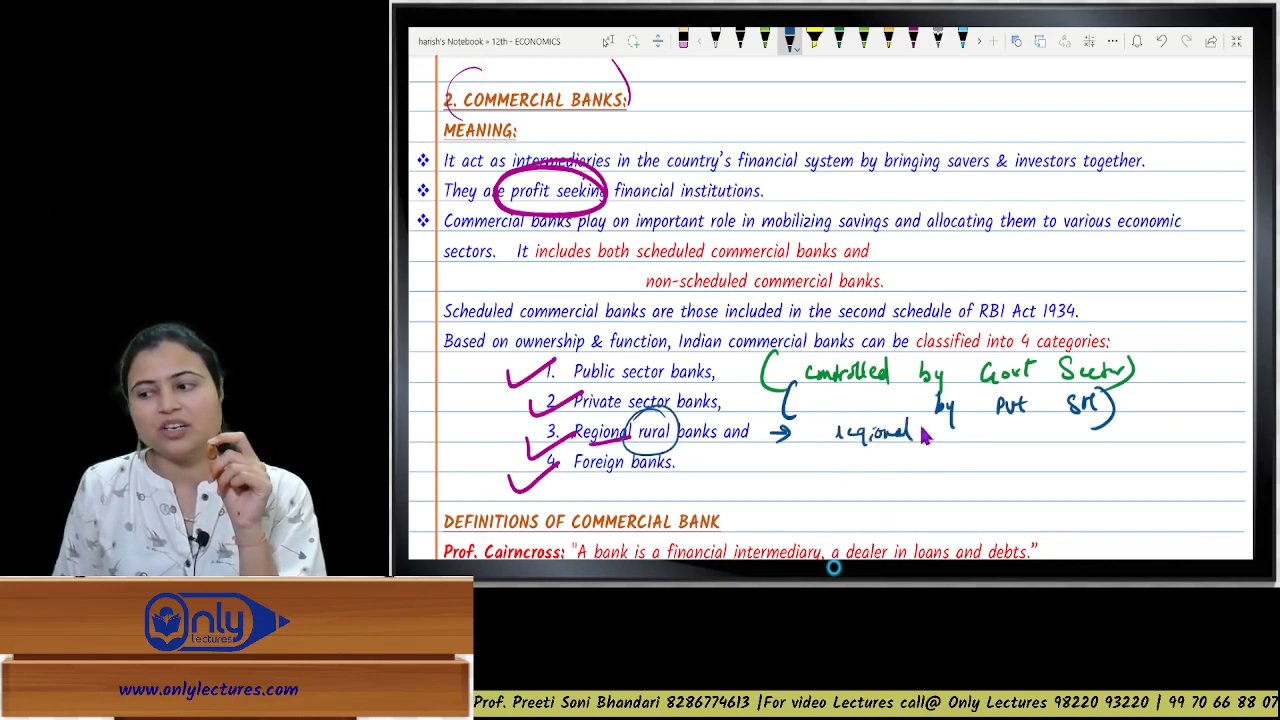 harish's Notebook » 12th - ECONOMICS
2. COMMERCIAL BANKS:
MEANING:
❖ It act as intermediaries in the country's financial system by bringing savers & investors together.
❖ They are profit seeking financial institutions.
❖ Commercial banks play on important role in mobilizing savings and allocating them to various economic
sectors. It includes both scheduled commercial banks and
non-scheduled commercial banks.
Scheduled commercial banks are those included in the second schedule of RBI Act 1934.
Based on ownership & function, Indian commercial banks can be classified into 4 categories:
1. Public sector banks, (controlled by Govt Sector)
2. Private sector banks, ( by pvt )
3. Regional rural banks and → regional
4. Foreign banks.
DEFINITIONS OF COMMERCIAL BANK
Prof. Cairncross: "A bank is a financial intermediary, a dealer in loans and debts."
Only
lectures
www.onlylectures.com
Prof. Preeti Soni Bhandari 8286774613 |For video Lectures call@ Only Lectures 98220 93220 | 99 70 66 88 07